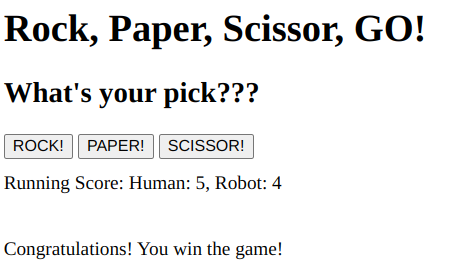 Rock, Paper, Scissor, GO!
What's your pick???
ROCK! PAPER! SCISSOR!
Running Score: Human: 5, Robot: 4
Congratulations! You win the game!